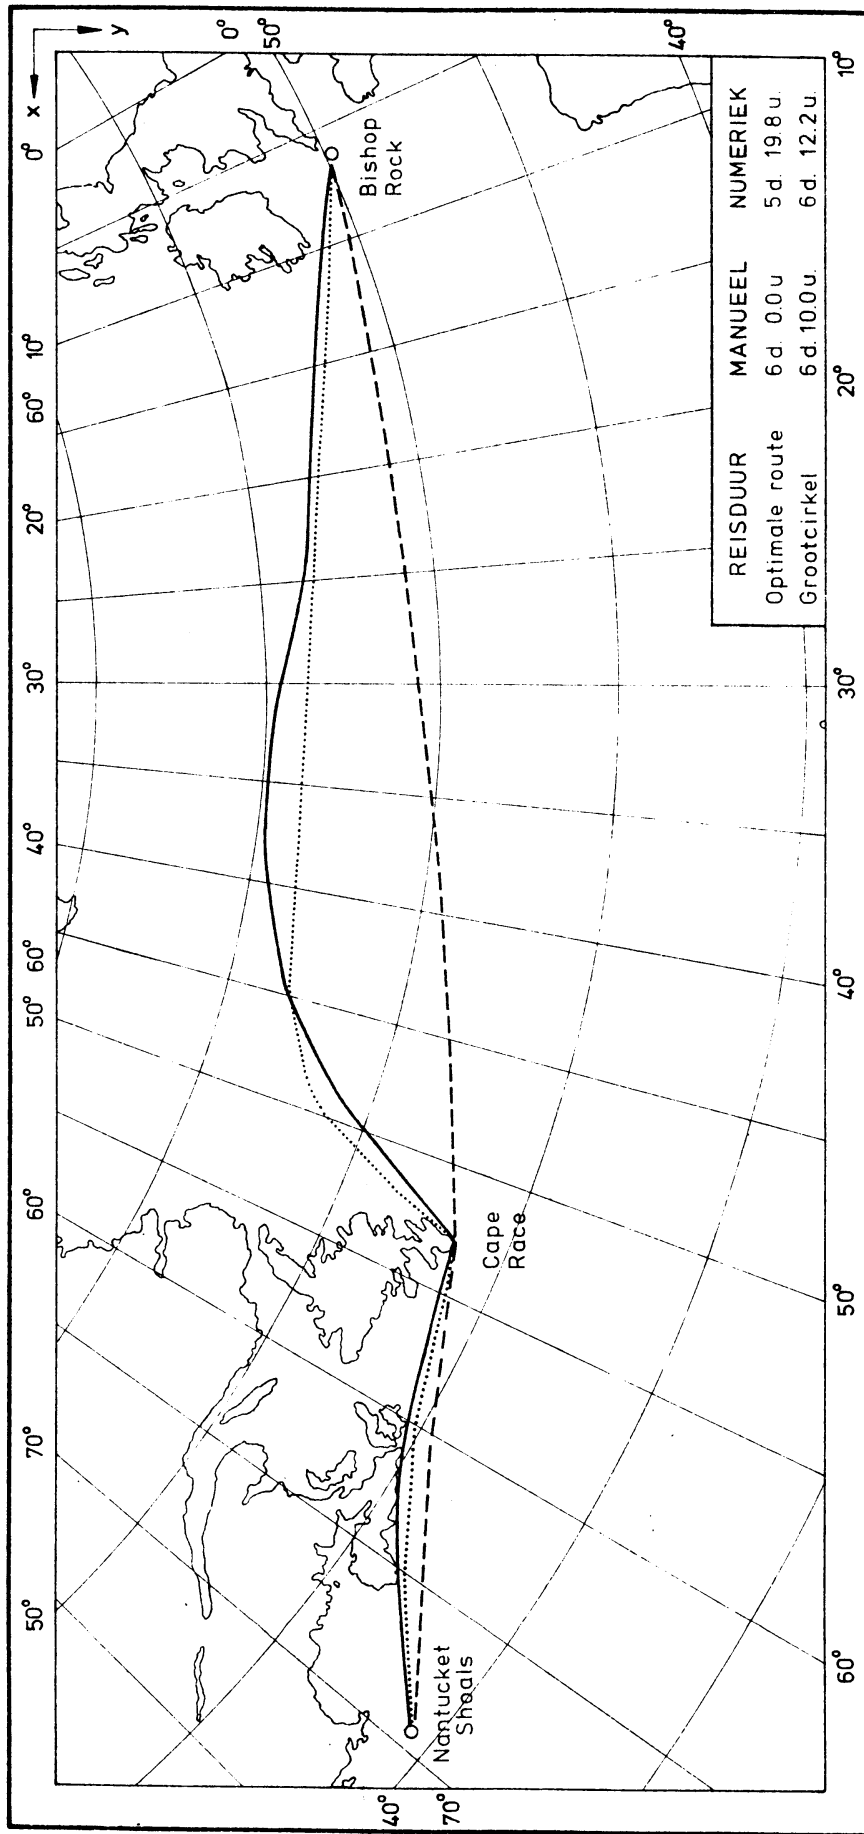 x
y
0°
10°
60°
20°
30°
40°
60°
50°
60°
70°
50°
0°
50°
40°
Bishop
Rock
Cape
Race
Nantucket
Shoals
REISDUUR MANUEEL NUMERIEK
Optimale route 6 d. 0.0 u 5 d. 19.8 u.
Grootcirkel 6 d. 10.0 u. 6 d. 12.2 u.
40°
70°
60°
50°
40°
30°
20°
10°